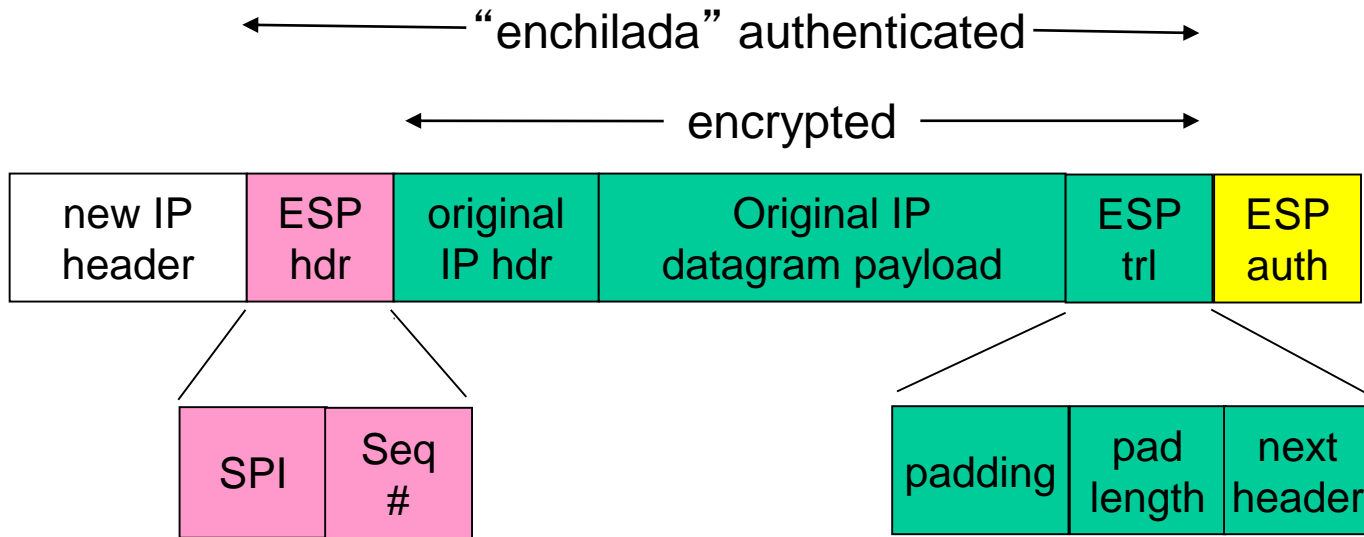 “enchilada” authenticated
encrypted
new IP
header
ESP
hdr
original
IP hdr
Original IP
datagram payload
ESP
trl
ESP
auth
SPI
Seq
#
padding
pad
length
next
header